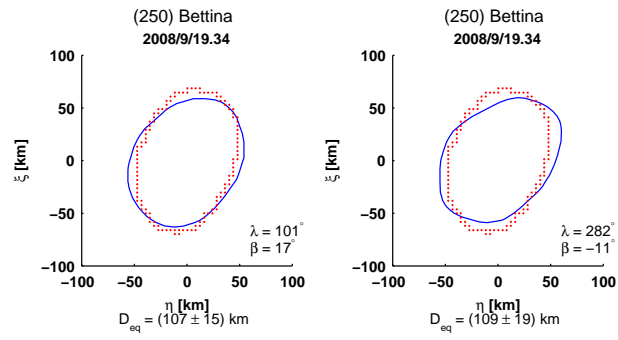 (250) Bettina
2008/9/19.34
100
50
0
−50
−100
ξ [km]
λ = 101°
β = 17°
−100 −50 0 50 100
η [km]
D_eq = (107 ± 15) km
(250) Bettina
2008/9/19.34
100
50
0
−50
−100
ξ [km]
λ = 282°
β = −11°
−100 −50 0 50 100
η [km]
D_eq = (109 ± 19) km